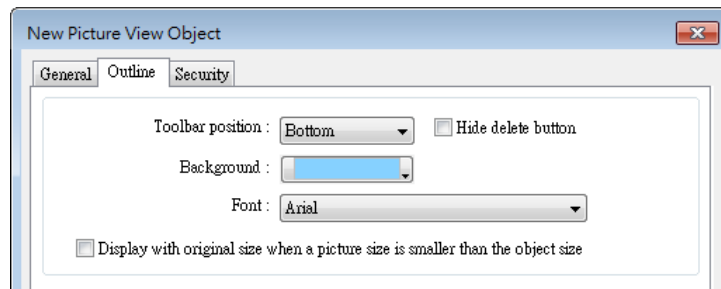 New Picture View Object
General Outline Security
Toolbar position : Bottom Hide delete button
Background :
Font : Arial
Display with original size when a picture size is smaller than the object size